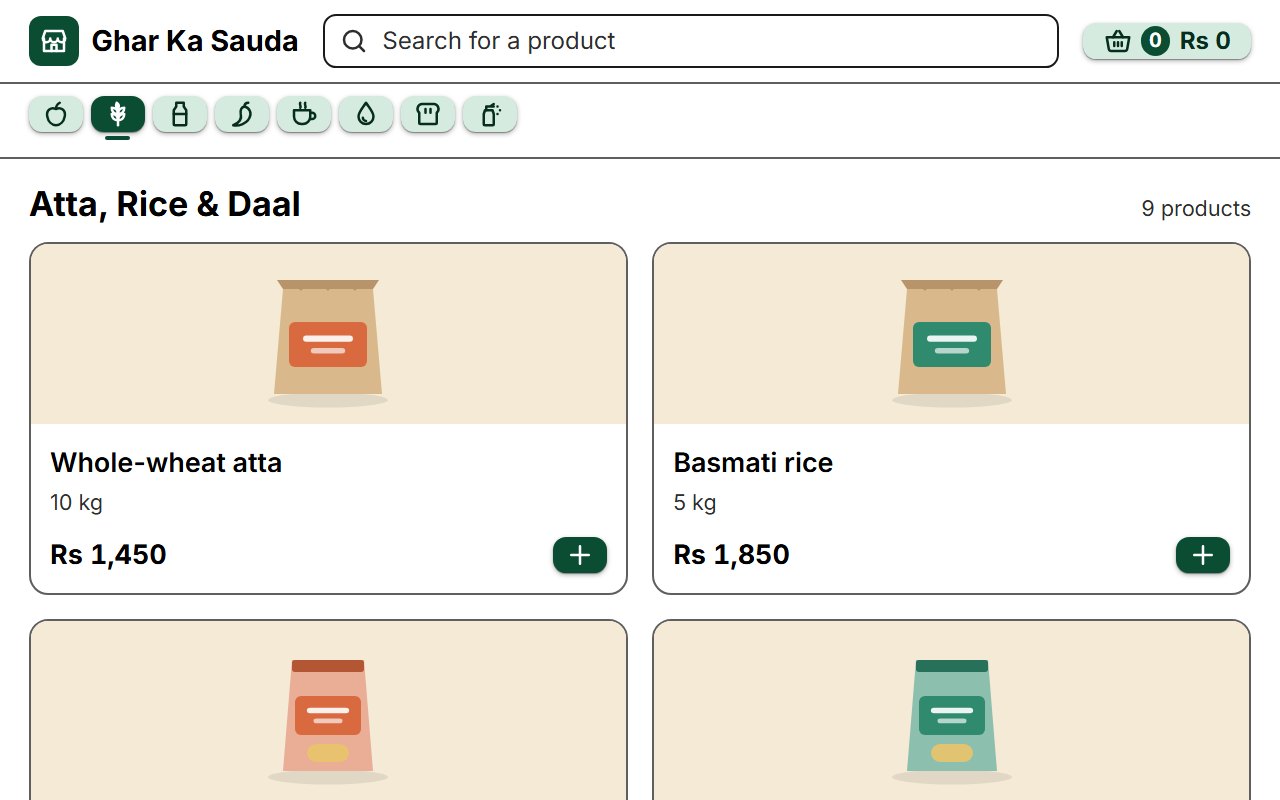 Ghar Ka Sauda
Search for a product
0 Rs 0
Atta, Rice & Daal
9 products
Whole-wheat atta
10 kg
Rs 1,450
Basmati rice
5 kg
Rs 1,850